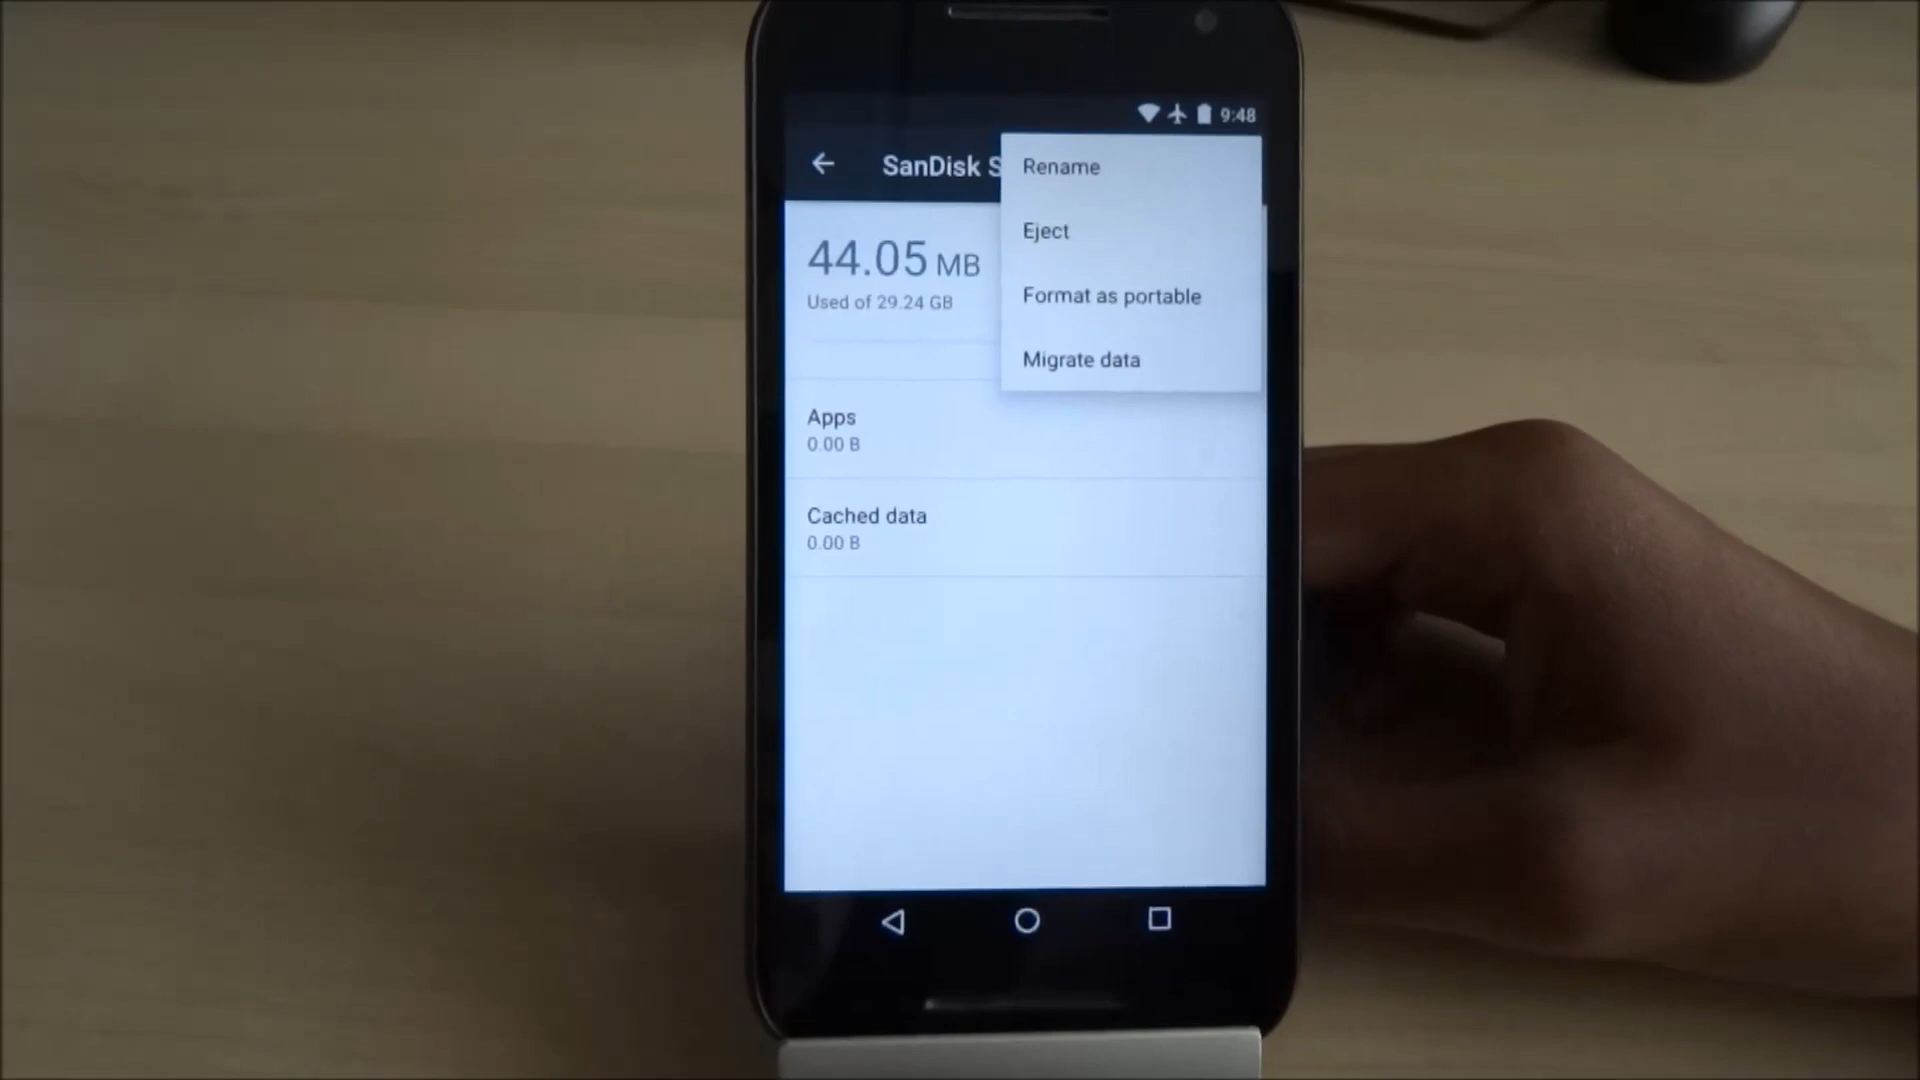 9:48
SanDisk S
Rename
Eject
Format as portable
Migrate data
44.05 MB
Used of 29.24 GB
Apps
0.00 B
Cached data
0.00 B